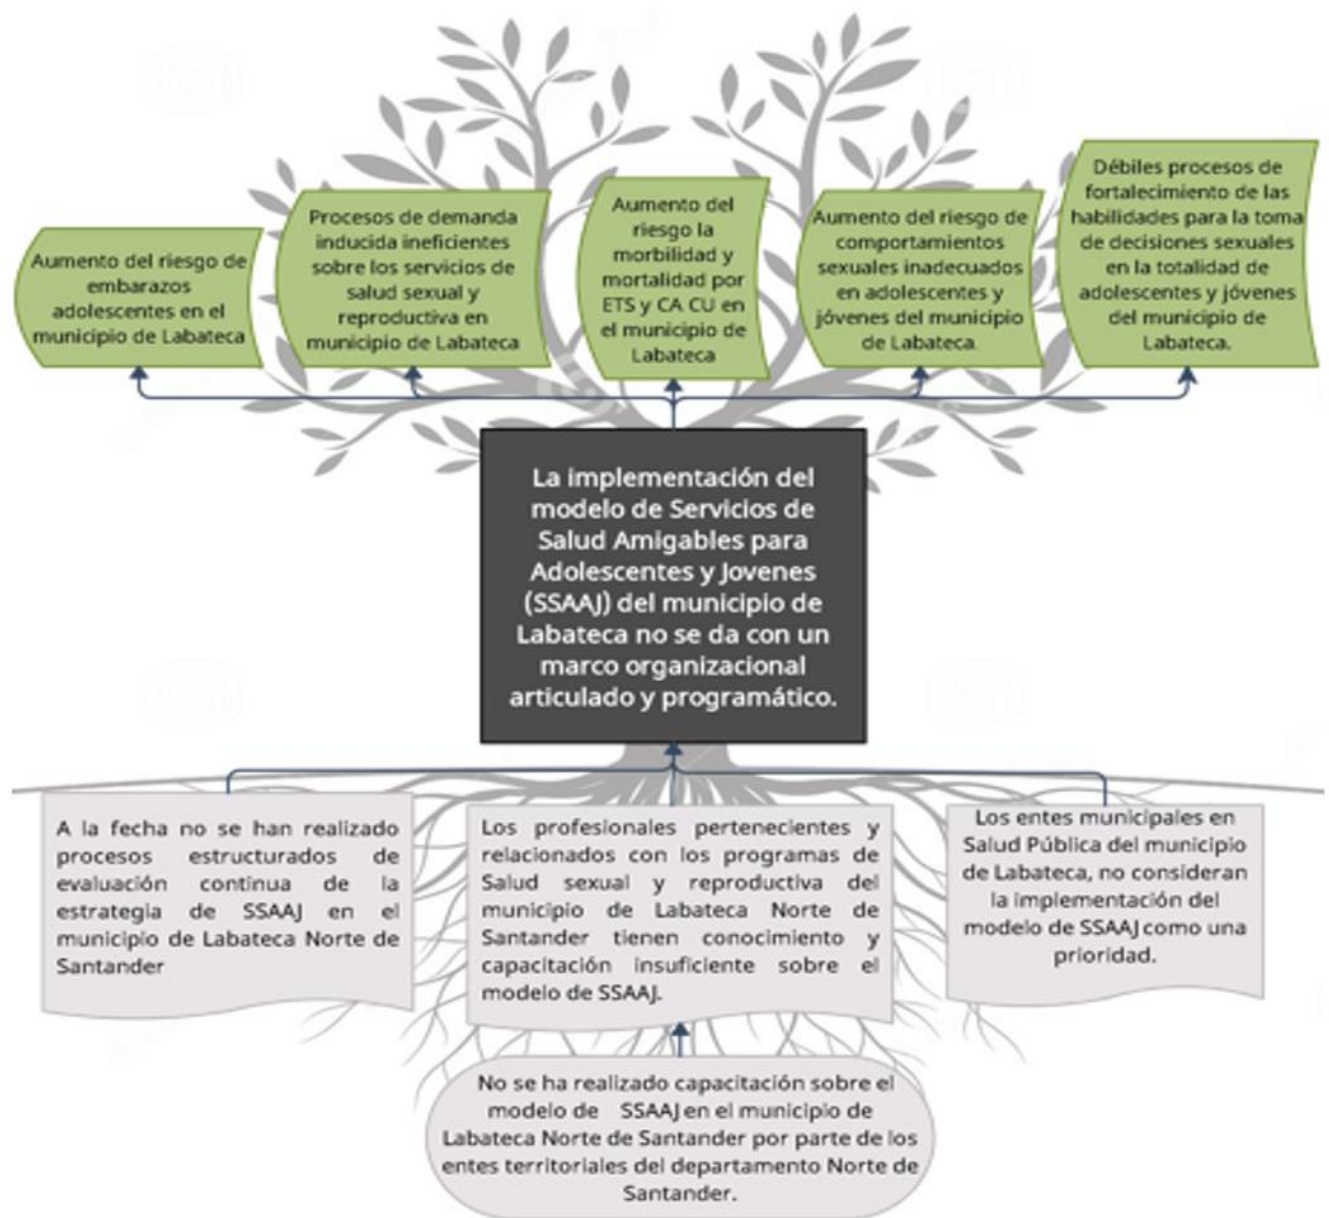 Aumento del riesgo de
embarazos
adolescentes en el
municipio de Labateca
Procesos de demanda
inducida ineficientes
sobre los servicios de
salud sexual y
reproductiva en
municipio de Labateca
Aumento del
riesgo la
morbilidad y
mortalidad por
ETS y CA CU en
el municipio de
Labateca
Aumento del riesgo de
comportamientos
sexuales inadecuados
en adolescentes y
jóvenes del municipio
de Labateca.
Débiles procesos de
fortalecimiento de las
habilidades para la toma
de decisiones sexuales
en la totalidad de
adolescentes y jóvenes
del municipio de
Labateca.
La implementación del
modelo de Servicios de
Salud Amigables para
Adolescentes y Jovenes
(SSAAJ) del municipio de
Labateca no se da con un
marco organizacional
articulado y programático.
A la fecha no se han realizado
procesos estructurados de
evaluación continua de la
estrategia de SSAAJ en el
municipio de Labateca Norte de
Santander
Los profesionales pertenecientes y
relacionados con los programas de
Salud sexual y reproductiva del
municipio de Labateca Norte de
Santander tienen conocimiento y
capacitación insuficiente sobre el
modelo de SSAAJ.
Los entes municipales en
Salud Pública del municipio
de Labateca, no consideran
la implementación del
modelo de SSAAJ como una
prioridad.
No se ha realizado capacitación sobre el
modelo de SSAAJ en el municipio de
Labateca Norte de Santander por parte de los
entes territoriales del departamento Norte de
Santander.